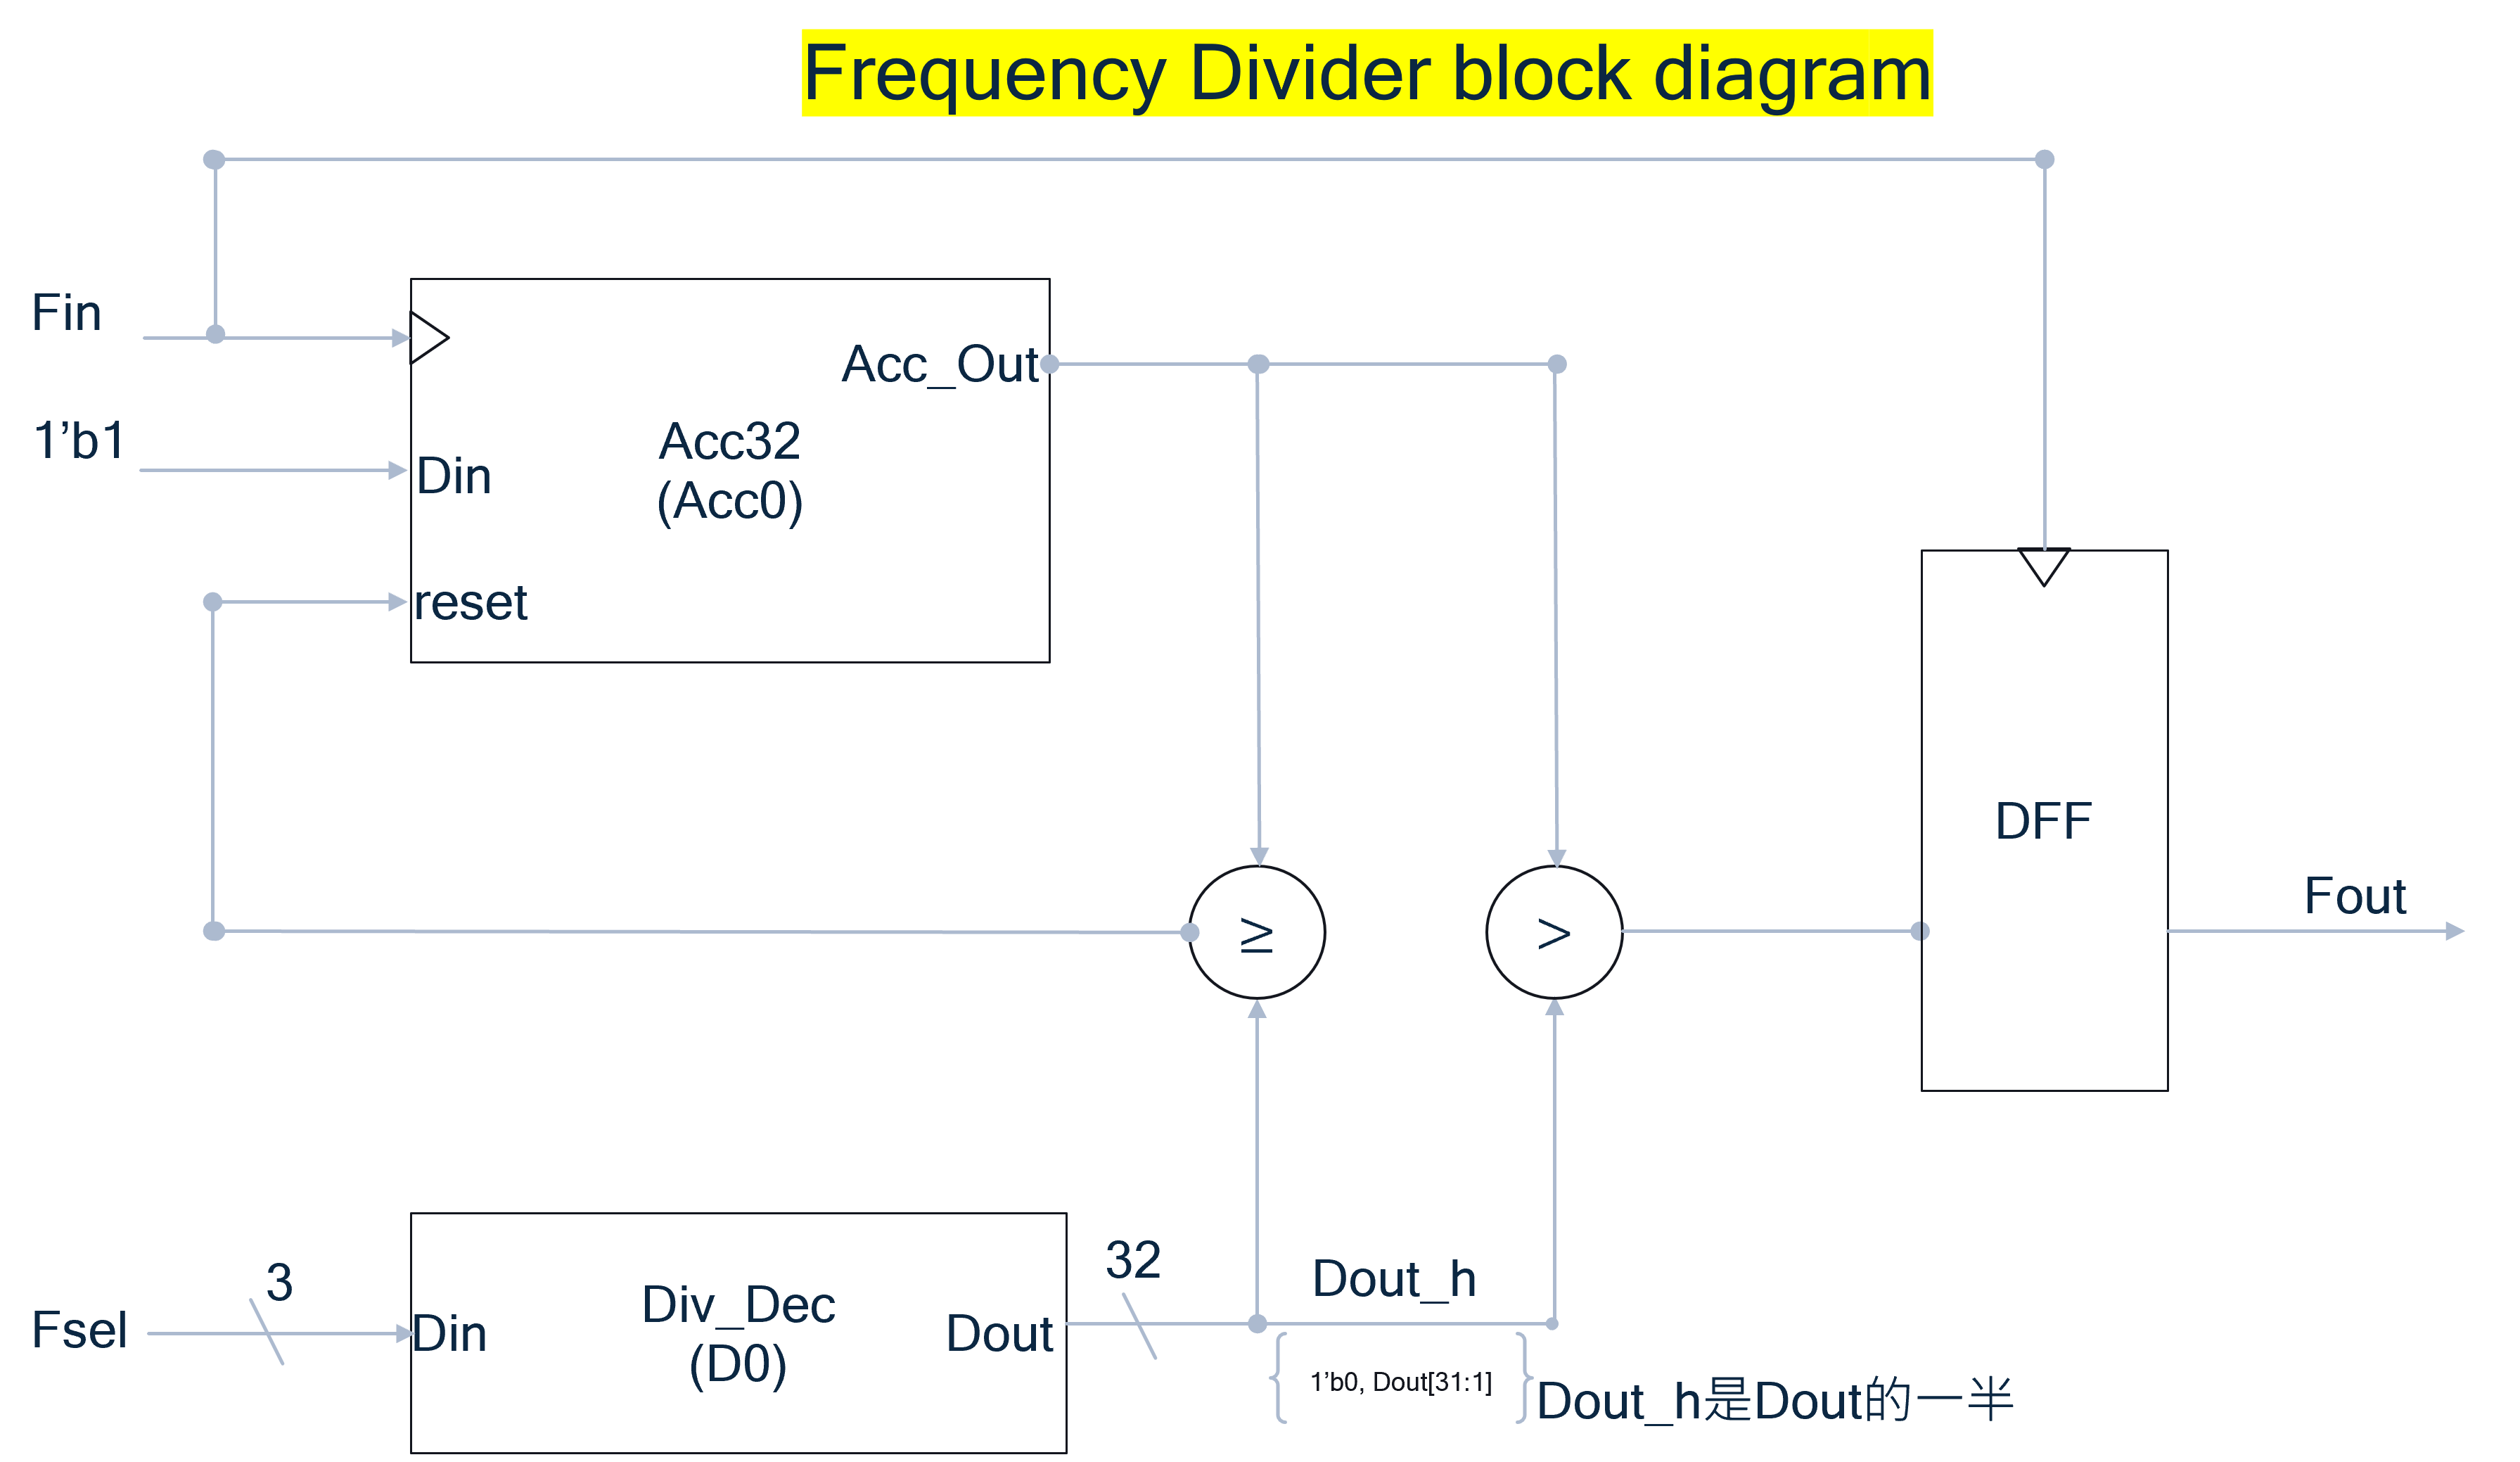 Frequency Divider block diagram
Fin
Acc_Out
1’b1
Acc32
(Acc0)
Din
reset
≥
>
DFF
Fout
3
32
Fsel
Din
Div_Dec
(D0)
Dout
Dout_h
1’b0, Dout[31:1]
Dout_h是Dout的一半